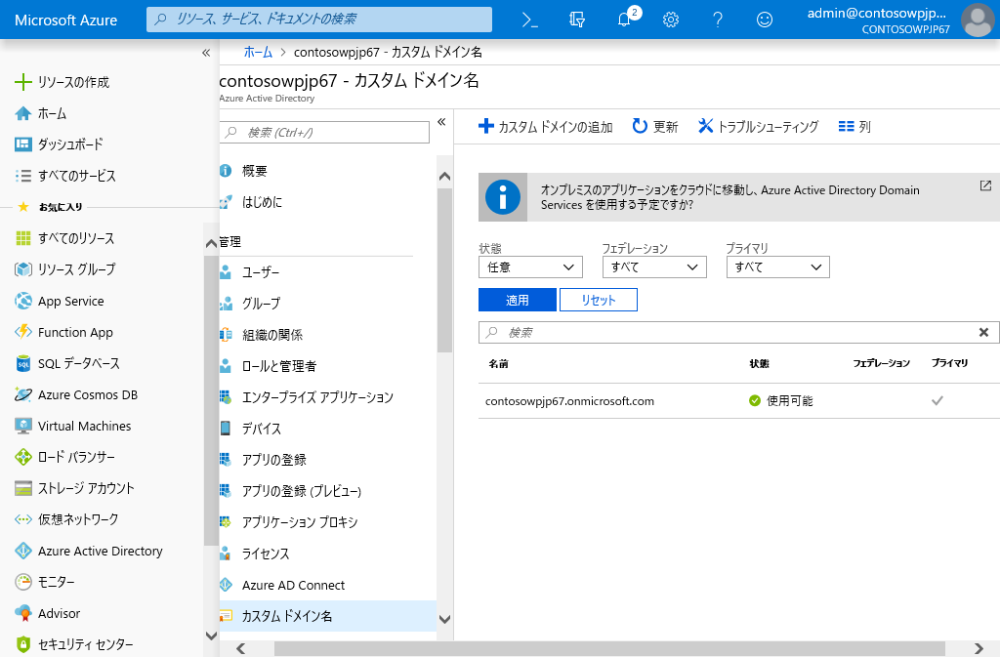 Microsoft Azure
リソース、サービス、ドキュメントの検索
2
admin@contosowpjp...
CONTOSOWPJP67
リソースの作成
ホーム
ダッシュボード
すべてのサービス
お気に入り
すべてのリソース
リソース グループ
App Service
Function App
SQL データベース
Azure Cosmos DB
Virtual Machines
ロード バランサー
ストレージ アカウント
仮想ネットワーク
Azure Active Directory
モニター
Advisor
セキュリティ センター
ホーム > contosowpjp67 - カスタム ドメイン名
contosowpjp67 - カスタム ドメイン名
Azure Active Directory
検索 (Ctrl+/)
概要
はじめに
管理
ユーザー
グループ
組織の関係
ロールと管理者
エンタープライズ アプリケーション
デバイス
アプリの登録
アプリの登録 (プレビュー)
アプリケーション プロキシ
ライセンス
Azure AD Connect
カスタム ドメイン名
カスタム ドメインの追加 更新 トラブルシューティング 列
オンプレミスのアプリケーションをクラウドに移動し、Azure Active Directory Domain
Services を使用する予定ですか?
状態 フェデレーション プライマリ
任意 すべて すべて
適用 リセット
検索
名前 状態 フェデレーション プライマリ
contosowpjp67.onmicrosoft.com 使用可能